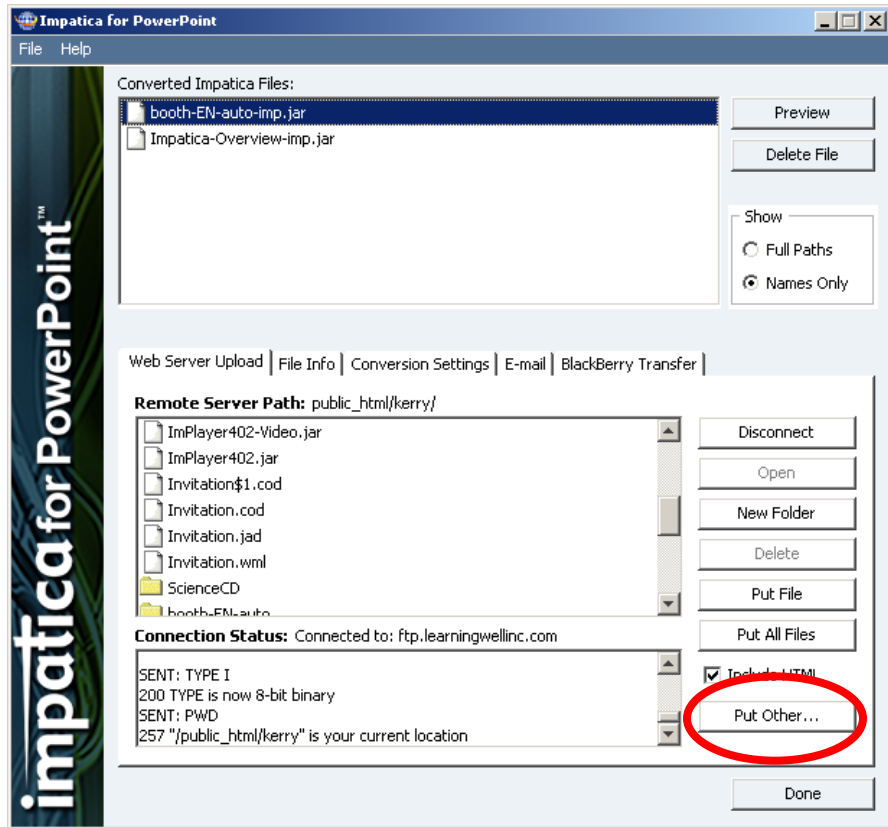 Impatica for PowerPoint
File Help
impatica for PowerPoint™
Converted Impatica Files:
booth-EN-auto-imp.jar
Impatica-Overview-imp.jar
Preview
Delete File
Show
Full Paths
Names Only
Web Server Upload File Info Conversion Settings E-mail BlackBerry Transfer
Remote Server Path: public_html/kerry/
ImPlayer402-Video.jar
ImPlayer402.jar
Invitation$1.cod
Invitation.cod
Invitation.jad
Invitation.wml
ScienceCD
booth-EN-auto
Disconnect
Open
New Folder
Delete
Put File
Put All Files
Connection Status: Connected to: ftp.learningwellinc.com
SENT: TYPE I
200 TYPE is now 8-bit binary
SENT: PWD
257 "/public_html/kerry" is your current location
Include HTML
Put Other...
Done